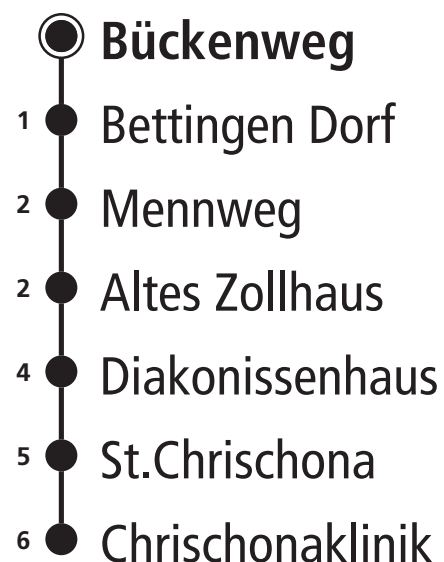 Bückenweg
1 Bettingen Dorf
2 Mennweg
2 Altes Zollhaus
4 Diakonissenhaus
5 St.Chrischona
6 Chrischonaklinik